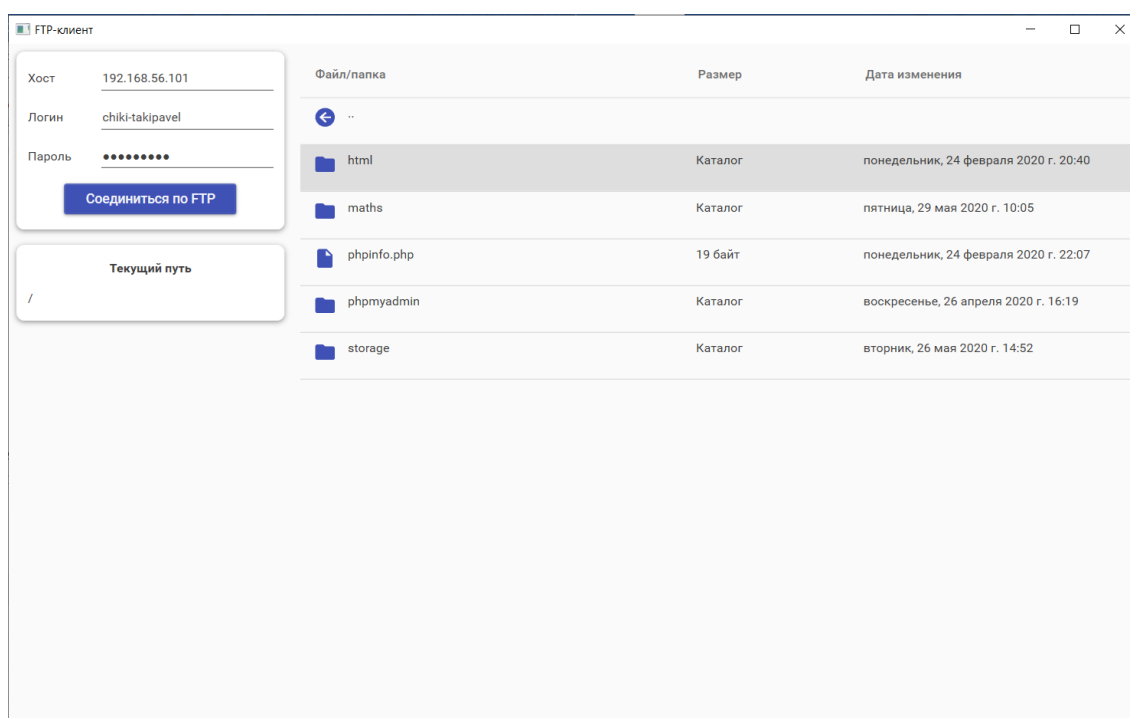 FTP-клиент
Хост 192.168.56.101
Логин chiki-takipavel
Пароль •••••••••
Соединиться по FTP
Текущий путь
/
Файл/папка Размер Дата изменения
..
html Каталог понедельник, 24 февраля 2020 г. 20:40
maths Каталог пятница, 29 мая 2020 г. 10:05
phpinfo.php 19 байт понедельник, 24 февраля 2020 г. 22:07
phpmyadmin Каталог воскресенье, 26 апреля 2020 г. 16:19
storage Каталог вторник, 26 мая 2020 г. 14:52